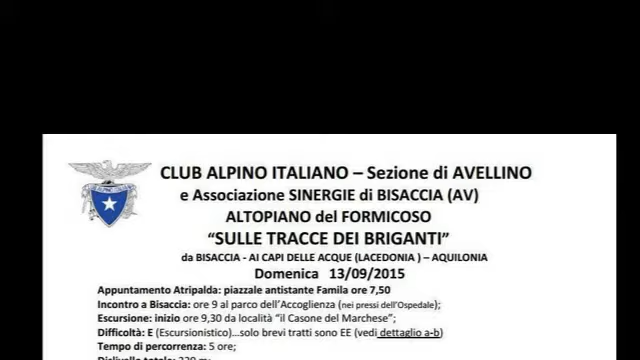 CLUB ALPINO ITALIANO – Sezione di AVELLINO
e Associazione SINERGIE di BISACCIA (AV)
ALTOPIANO del FORMICOSO
“SULLE TRACCE DEI BRIGANTI”
da BISACCIA - AI CAPI DELLE ACQUE (LACEDONIA ) – AQUILONIA
Domenica 13/09/2015
Appuntamento Atripalda: piazzale antistante Famila ore 7,50
Incontro a Bisaccia: ore 9 al parco dell’Accoglienza (nei pressi dell’Ospedale);
Escursione: inizio ore 9,30 da località “il Casone del Marchese”;
Difficoltà: E (Escursionistico)…solo brevi tratti sono EE (vedi dettaglio a-b)
Tempo di percorrenza: 5 ore;
Dislivello totale: 220 m;